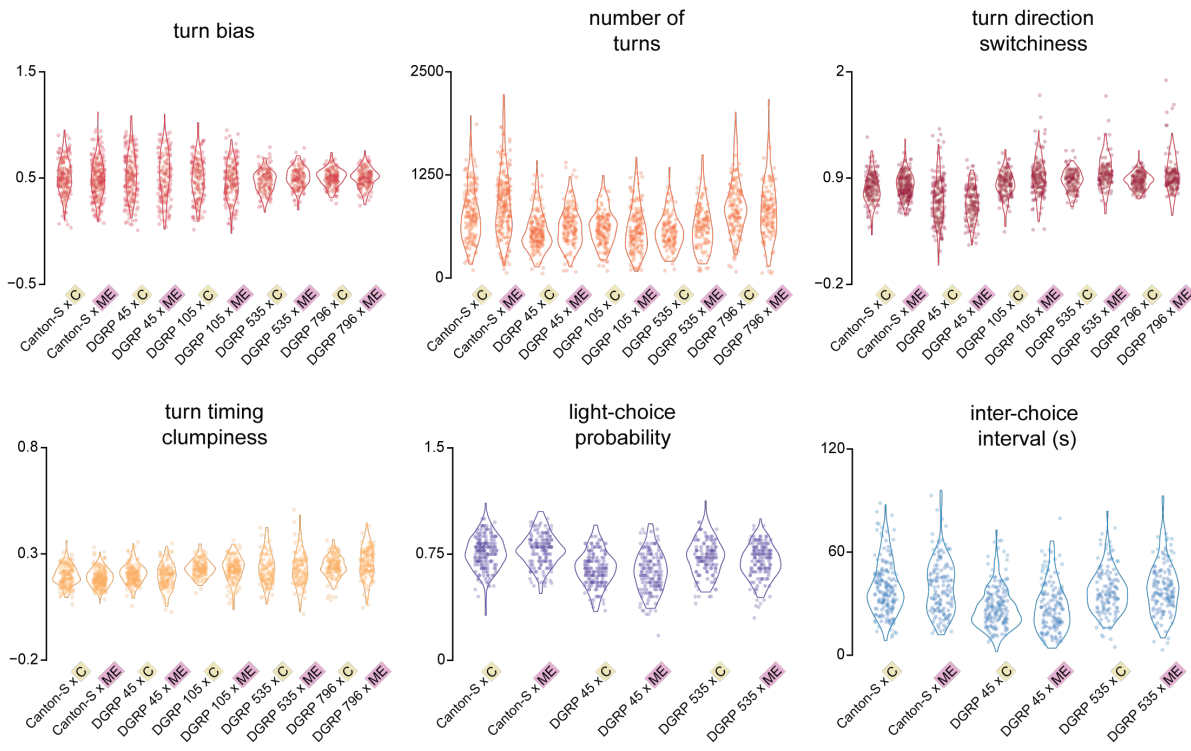 turn bias
1.5
0.5
−0.5
Canton-S x C
Canton-S x ME
DGRP 45 x C
DGRP 45 x ME
DGRP 105 x C
DGRP 105 x ME
DGRP 535 x C
DGRP 535 x ME
DGRP 796 x C
DGRP 796 x ME
number of
turns
2500
1250
0
Canton-S x C
Canton-S x ME
DGRP 45 x C
DGRP 45 x ME
DGRP 105 x C
DGRP 105 x ME
DGRP 535 x C
DGRP 535 x ME
DGRP 796 x C
DGRP 796 x ME
turn direction
switchiness
2
0.9
−0.2
Canton-S x C
Canton-S x ME
DGRP 45 x C
DGRP 45 x ME
DGRP 105 x C
DGRP 105 x ME
DGRP 535 x C
DGRP 535 x ME
DGRP 796 x C
DGRP 796 x ME
turn timing
clumpiness
0.8
0.3
−0.2
Canton-S x C
Canton-S x ME
DGRP 45 x C
DGRP 45 x ME
DGRP 105 x C
DGRP 105 x ME
DGRP 535 x C
DGRP 535 x ME
DGRP 796 x C
DGRP 796 x ME
light-choice
probability
1.5
0.75
0
Canton-S x C
Canton-S x ME
DGRP 45 x C
DGRP 45 x ME
DGRP 535 x C
DGRP 535 x ME
inter-choice
interval (s)
120
60
0
Canton-S x C
Canton-S x ME
DGRP 45 x C
DGRP 45 x ME
DGRP 535 x C
DGRP 535 x ME